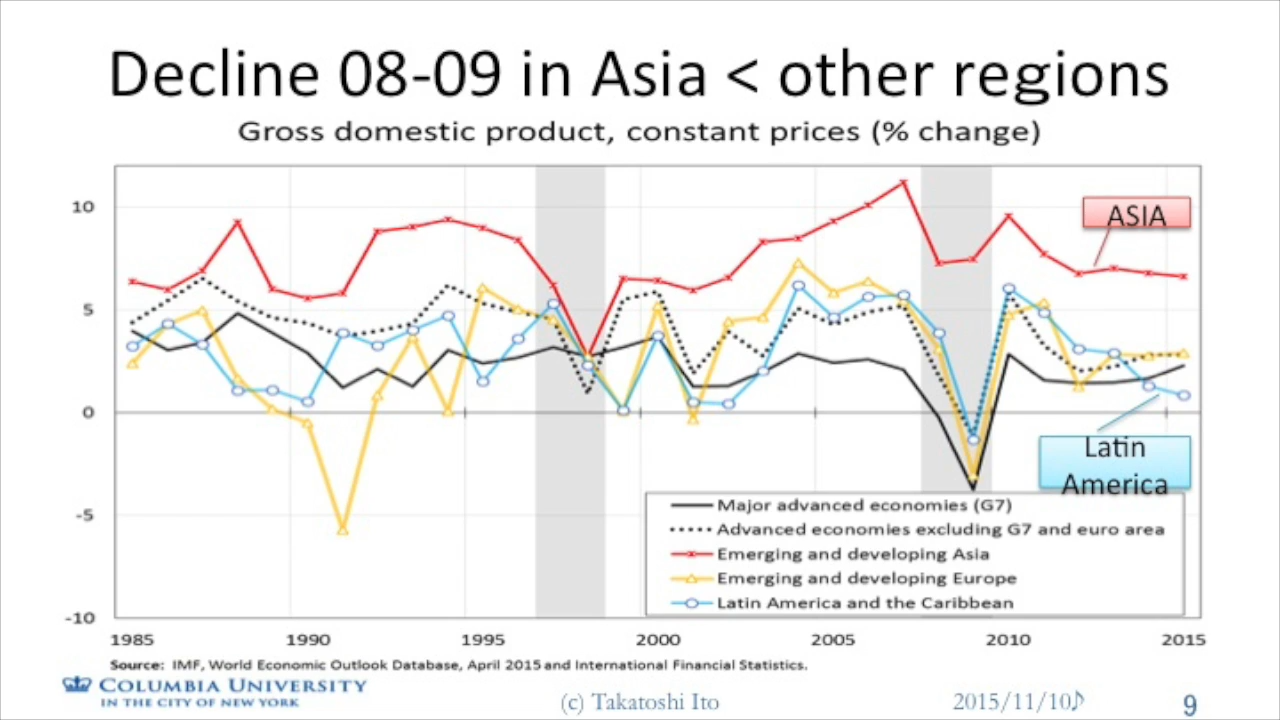 Decline 08-09 in Asia < other regions
Gross domestic product, constant prices (% change)
10
5
0
-5
-10
ASIA
Latin
America
Major advanced economies (G7)
Advanced economies excluding G7 and euro area
Emerging and developing Asia
Emerging and developing Europe
Latin America and the Caribbean
1985 1990 1995 2000 2005 2010 2015
Source: IMF, World Economic Outlook Database, April 2015 and International Financial Statistics.
COLUMBIA UNIVERSITY
IN THE CITY OF NEW YORK
(c) Takatoshi Ito
2015/11/10♪
9